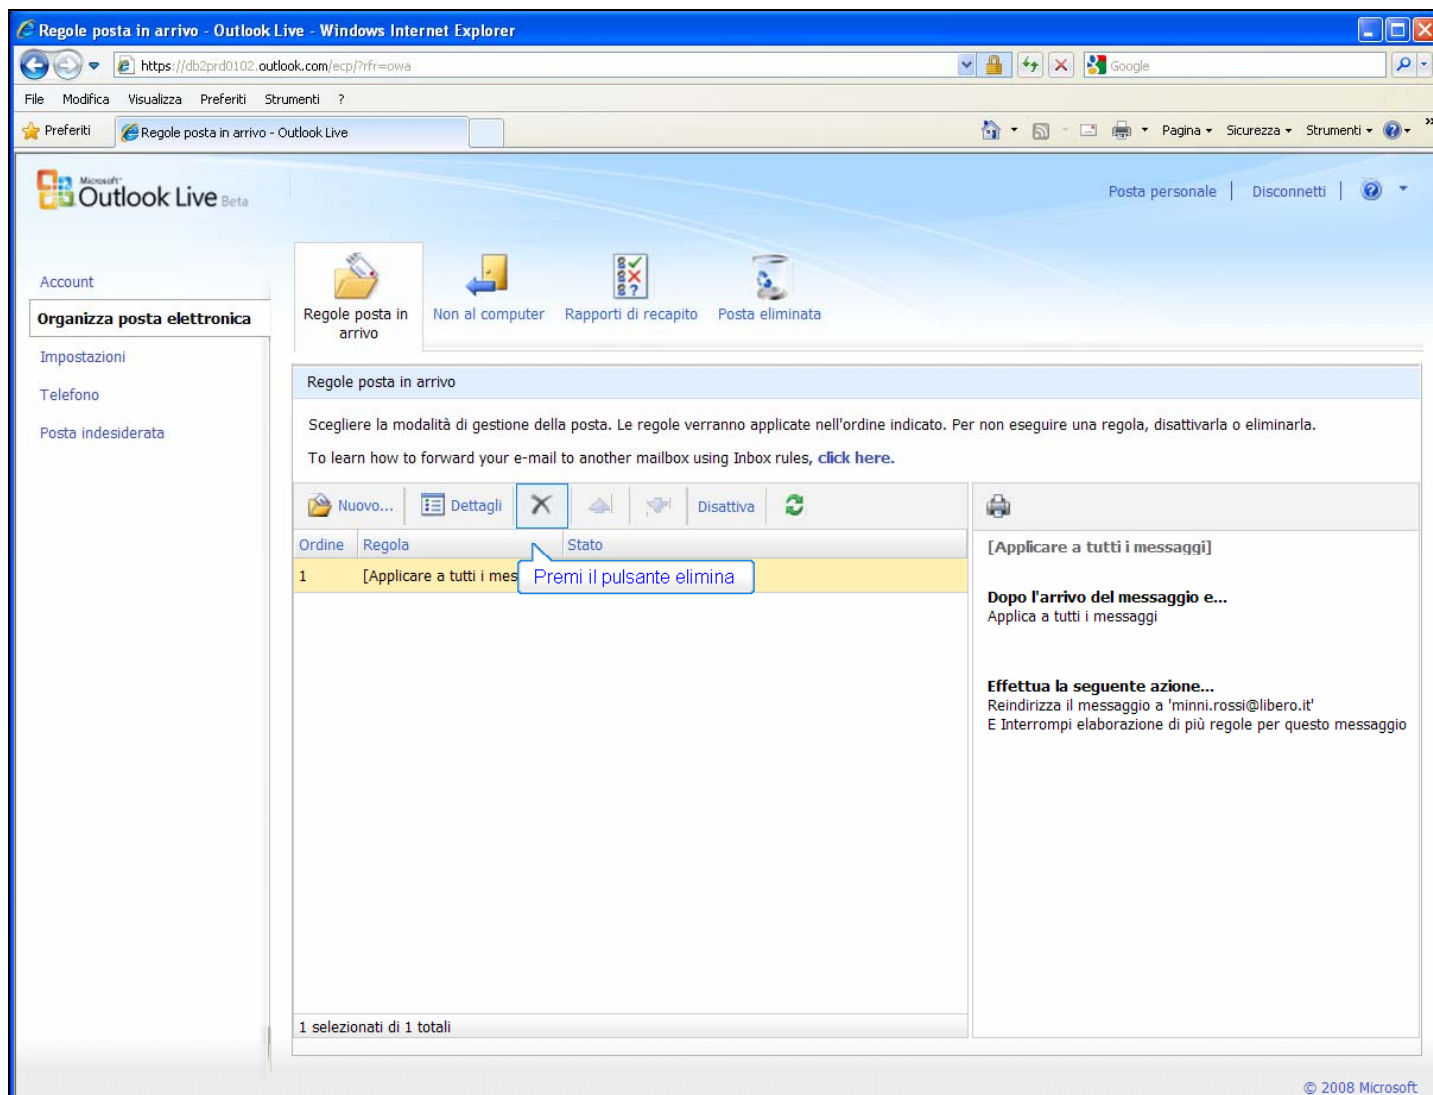 Regole posta in arrivo - Outlook Live - Windows Internet Explorer
https://db2prd0102.outlook.com/ecp/?rfr=owa
Google
File Modifica Visualizza Preferiti Strumenti ?
Preferiti
Regole posta in arrivo - Outlook Live
Pagina Sicurezza Strumenti »
Microsoft
Outlook Live Beta
Posta personale | Disconnetti |
Account
Organizza posta elettronica
Impostazioni
Telefono
Posta indesiderata
Regole posta in
arrivo
Non al computer
Rapporti di recapito
Posta eliminata
Regole posta in arrivo
Scegliere la modalità di gestione della posta. Le regole verranno applicate nell'ordine indicato. Per non eseguire una regola, disattivarla o eliminarla.
To learn how to forward your e-mail to another mailbox using Inbox rules, click here.
Nuovo... Dettagli Disattiva
Ordine Regola Stato
1 [Applicare a tutti i mes
Premi il pulsante elimina
1 selezionati di 1 totali
[Applicare a tutti i messaggi]
Dopo l'arrivo del messaggio e...
Applica a tutti i messaggi
Effettua la seguente azione...
Reindirizza il messaggio a 'minni.rossi@libero.it'
E Interrompi elaborazione di più regole per questo messaggio
© 2008 Microsoft